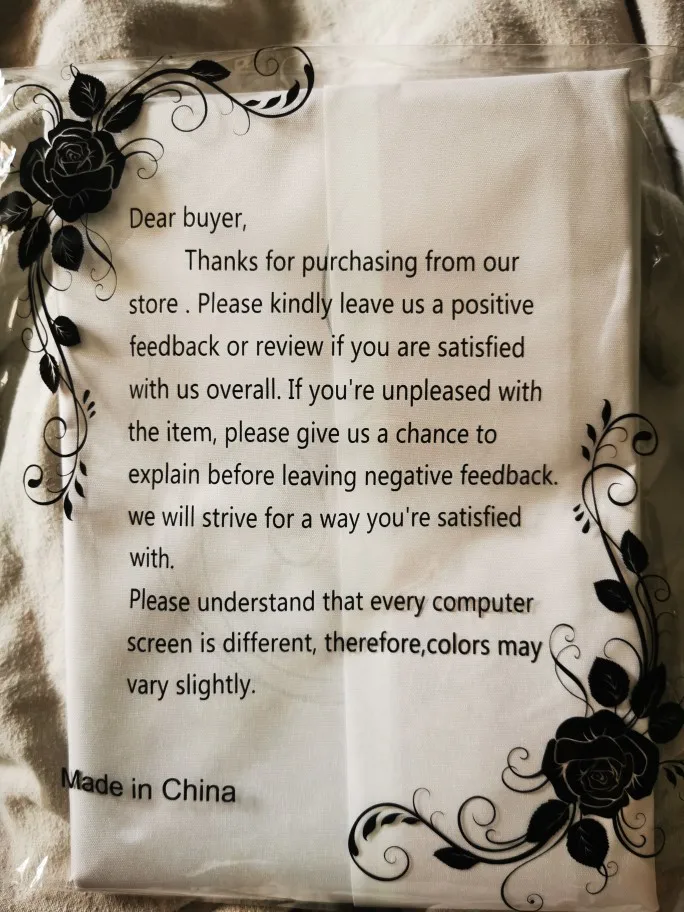 Dear buyer,
Thanks for purchasing from our
store . Please kindly leave us a positive
feedback or review if you are satisfied
with us overall. If you're unpleased with
the item, please give us a chance to
explain before leaving negative feedback.
we will strive for a way you're satisfied
with.
Please understand that every computer
screen is different, therefore,colors may
vary slightly.
Made in China